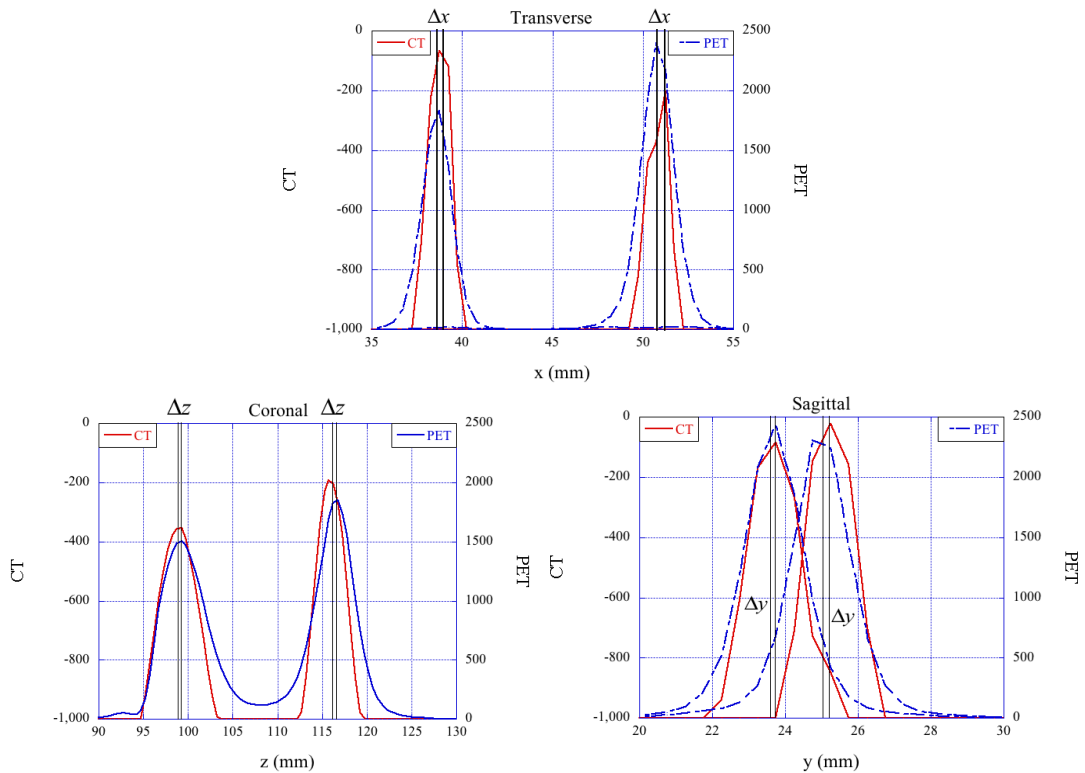 Δx Transverse Δx
0 2500
CT PET
-200 2000
-400 1500
CT PET
-600 1000
-800 500
-1,000 0
35 40 45 50 55
x (mm)
Δz Coronal Δz
0 2500
CT PET
-200 2000
-400 1500
CT PET
-600 1000
-800 500
-1,000 0
90 95 100 105 110 115 120 125 130
z (mm)
Sagittal
0 2500
CT PET
-200 2000
-400 1500
CT PET
-600 1000
Δy Δy
-800 500
-1,000 0
20 22 24 26 28 30
y (mm)